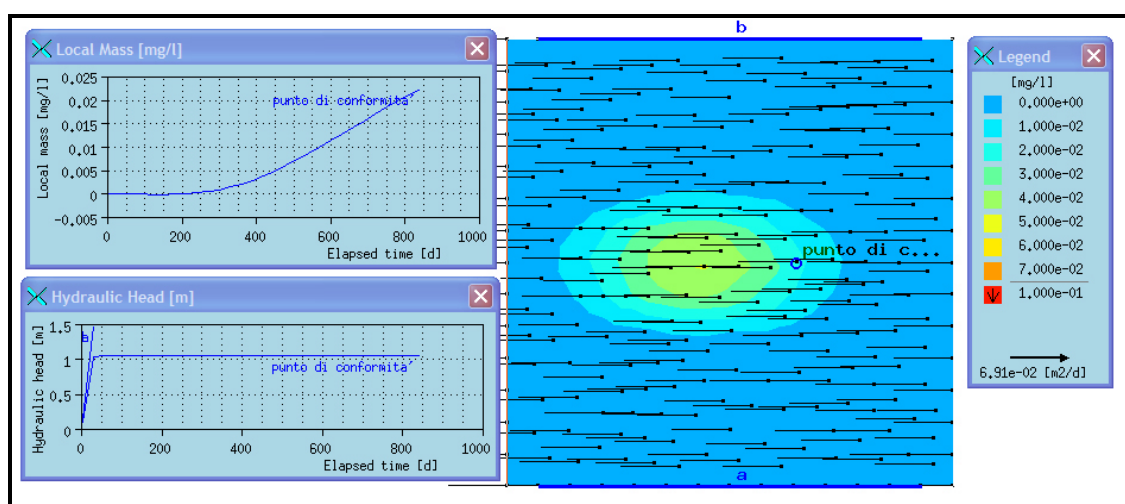 Local Mass [mg/l]
0.025
0.02
0.015
0.01
0.005
0
-0.005
Local mass [mg/l]
punto di conformita'
0
200
400
600
800
1000
Elapsed time [d]
Hydraulic Head [m]
1.5
1
0.5
0
Hydraulic head [m]
a
punto di conformita'
0
200
400
600
800
1000
Elapsed time [d]
b
punto di c...
a
Legend
[mg/l]
0.000e+00
1.000e-02
2.000e-02
3.000e-02
4.000e-02
5.000e-02
6.000e-02
7.000e-02
1.000e-01
6.91e-02 [m2/d]